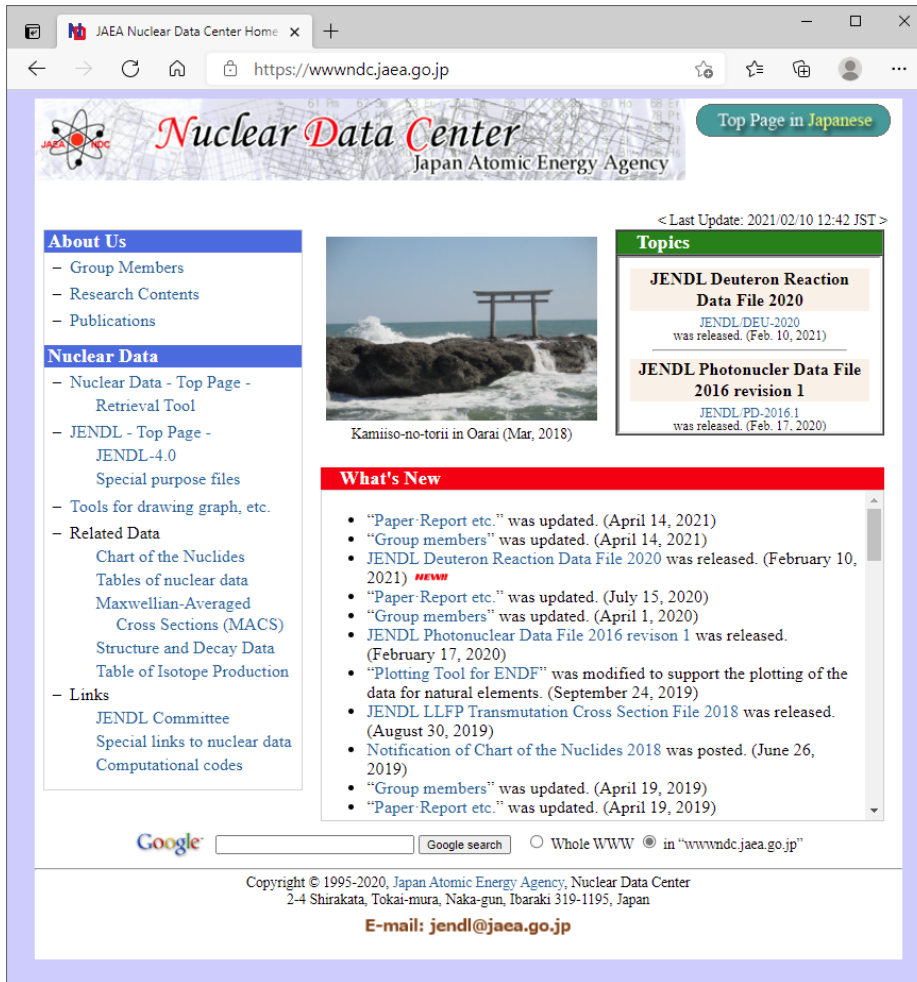 JAEA Nuclear Data Center Home
https://wwwndc.jaea.go.jp
JAEA NDC
Nuclear Data Center
Japan Atomic Energy Agency
61 Pm 62 Sm
67 Ho 68 Er
Top Page in Japanese
< Last Update: 2021/02/10 12:42 JST >
About Us
– Group Members
– Research Contents
– Publications
Nuclear Data
– Nuclear Data - Top Page -
Retrieval Tool
– JENDL - Top Page -
JENDL-4.0
Special purpose files
– Tools for drawing graph, etc.
– Related Data
Chart of the Nuclides
Tables of nuclear data
Maxwellian-Averaged
Cross Sections (MACS)
Structure and Decay Data
Table of Isotope Production
– Links
JENDL Committee
Special links to nuclear data
Computational codes
Kamiiso-no-torii in Oarai (Mar, 2018)
Topics
JENDL Deuteron Reaction
Data File 2020
JENDL/DEU-2020
was released. (Feb. 10, 2021)
JENDL Photonucler Data File
2016 revision 1
JENDL/PD-2016.1
was released. (Feb. 17, 2020)
What's New
• “Paper·Report etc.” was updated. (April 14, 2021)
• “Group members” was updated. (April 14, 2021)
• JENDL Deuteron Reaction Data File 2020 was released. (February 10,
2021) NEW!!
• “Paper·Report etc.” was updated. (July 15, 2020)
• “Group members” was updated. (April 1, 2020)
• JENDL Photonuclear Data File 2016 revison 1 was released.
(February 17, 2020)
• “Plotting Tool for ENDF” was modified to support the plotting of the
data for natural elements. (September 24, 2019)
• JENDL LLFP Transmutation Cross Section File 2018 was released.
(August 30, 2019)
• Notification of Chart of the Nuclides 2018 was posted. (June 26,
2019)
• “Group members” was updated. (April 19, 2019)
• “Paper·Report etc.” was updated. (April 19, 2019)
Google Google search Whole WWW in “wwwndc.jaea.go.jp”
Copyright © 1995-2020, Japan Atomic Energy Agency, Nuclear Data Center
2-4 Shirakata, Tokai-mura, Naka-gun, Ibaraki 319-1195, Japan
E-mail: jendl@jaea.go.jp